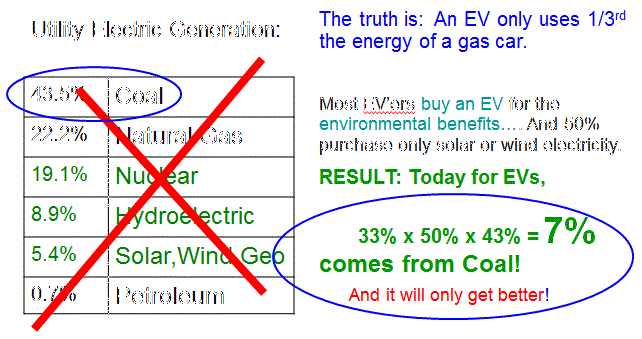 Utility Electric Generation:
43.5% Coal
22.2% Natural Gas
19.1% Nuclear
8.9% Hydroelectric
5.4% Solar,Wind Geo
0.7% Petroleum
The truth is: An EV only uses 1/3rd
the energy of a gas car.
Most EV'ers buy an EV for the
environmental benefits.... And 50%
purchase only solar or wind electricity.
RESULT: Today for EVs,
33% x 50% x 43% = 7%
comes from Coal!
And it will only get better!